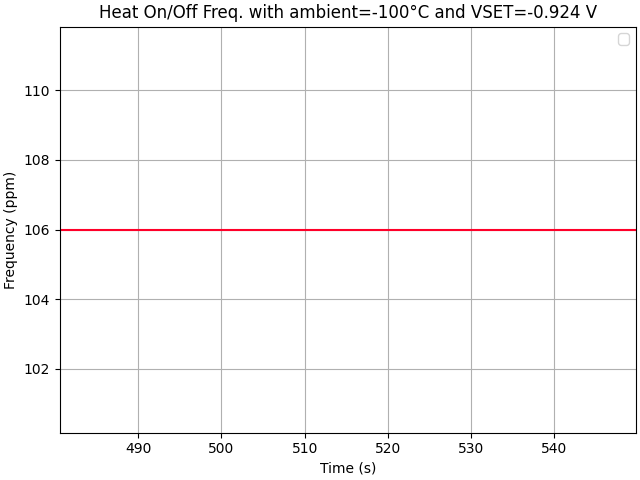 Heat On/Off Freq. with ambient=-100°C and VSET=-0.924 V
110
108
106
104
102
Frequency (ppm)
490 500 510 520 530 540
Time (s)